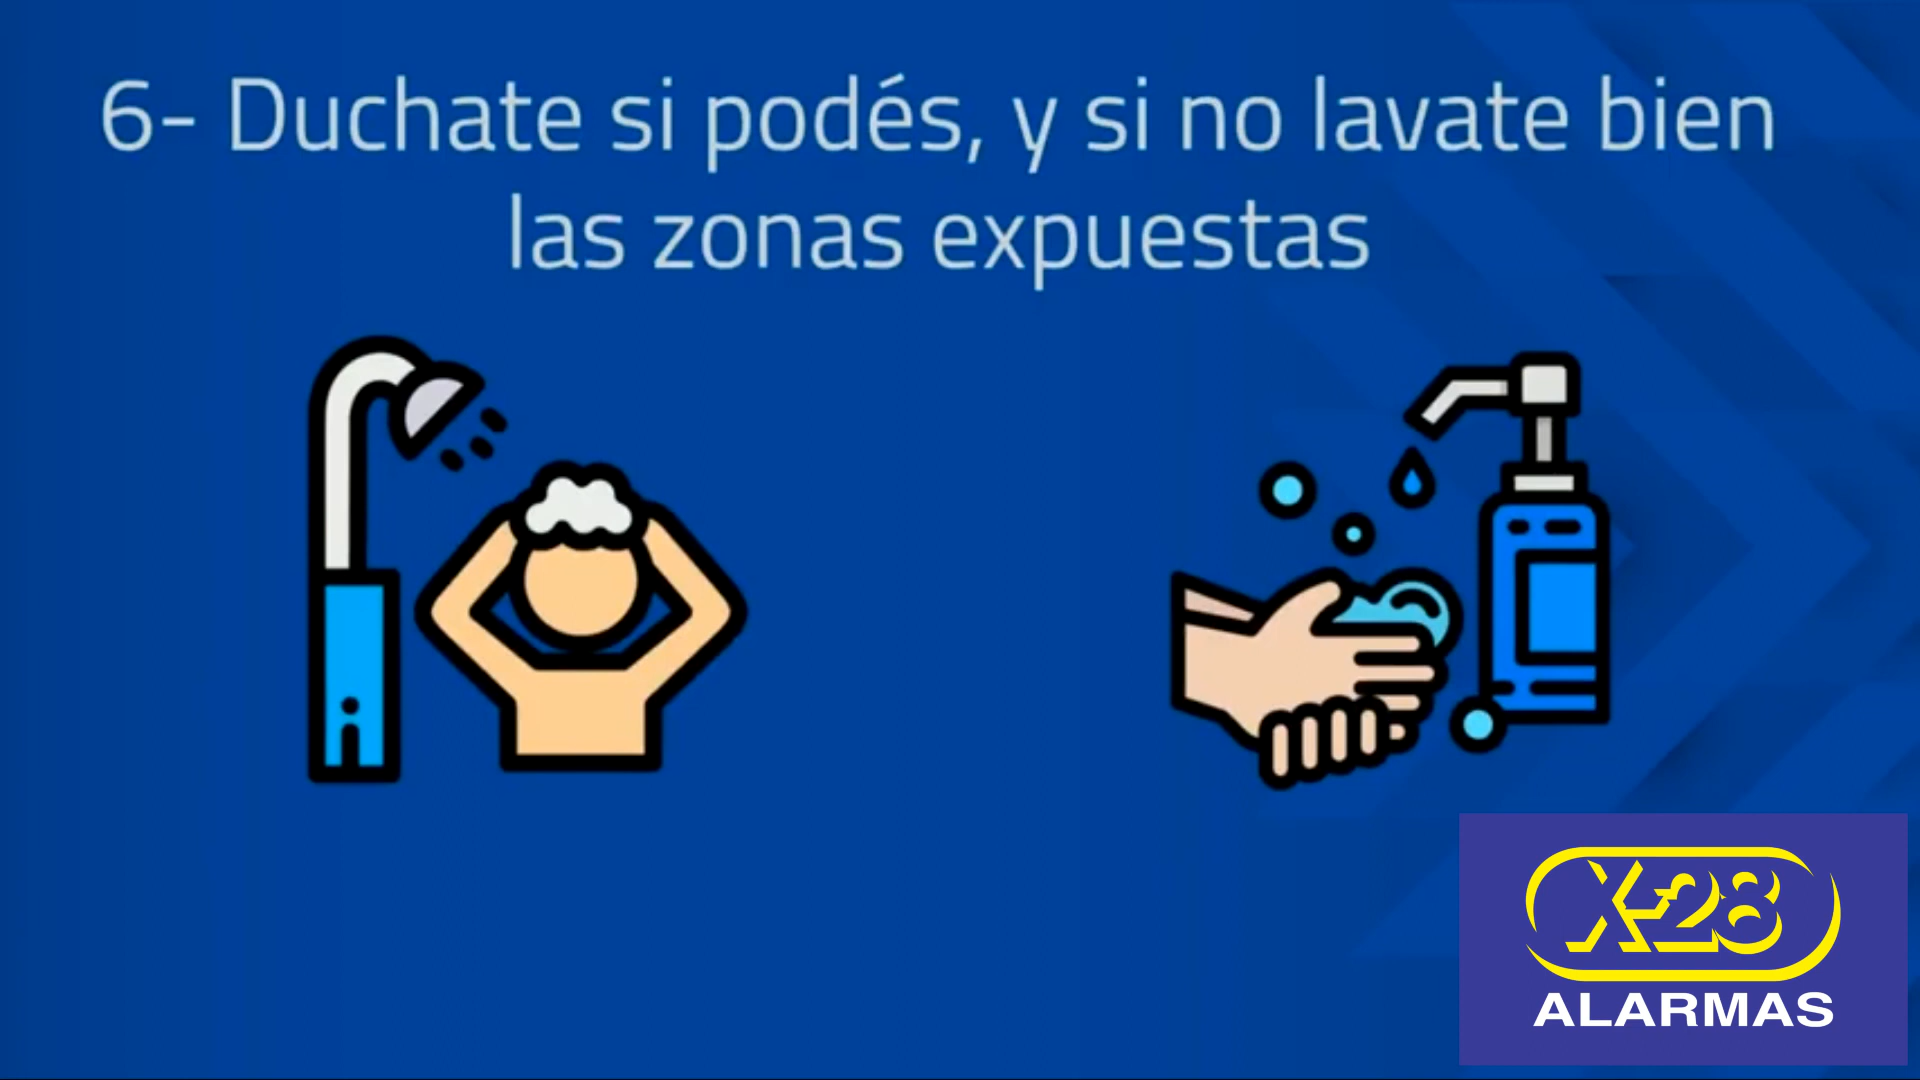 6- Duchate si podés, y si no lavate bien
las zonas expuestas
X-28
ALARMAS